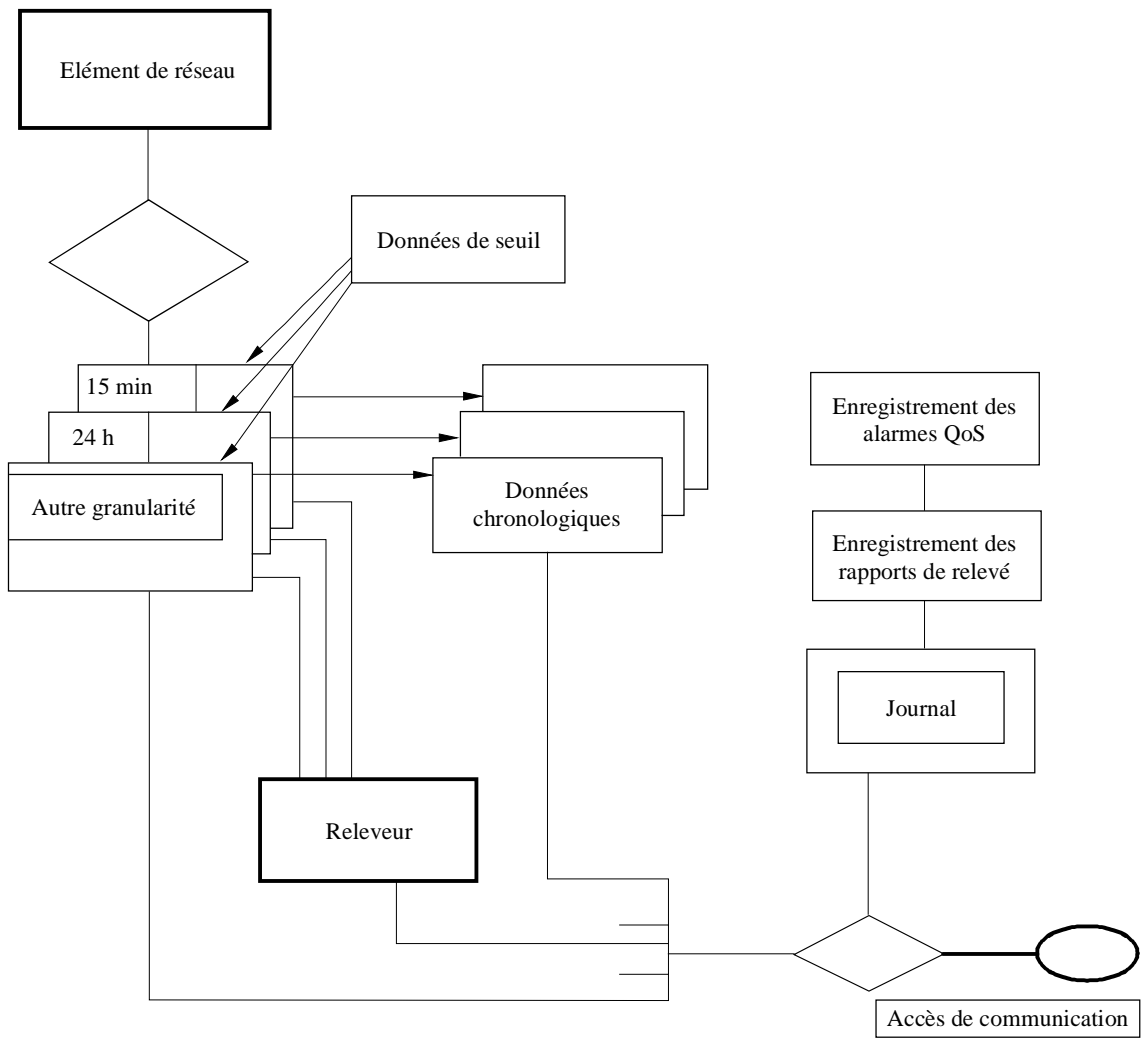 Elément de réseau
Données de seuil
15 min
24 h
Autre granularité
Données
chronologiques
Enregistrement des
alarmes QoS
Enregistrement des
rapports de relevé
Journal
Releveur
Accès de communication